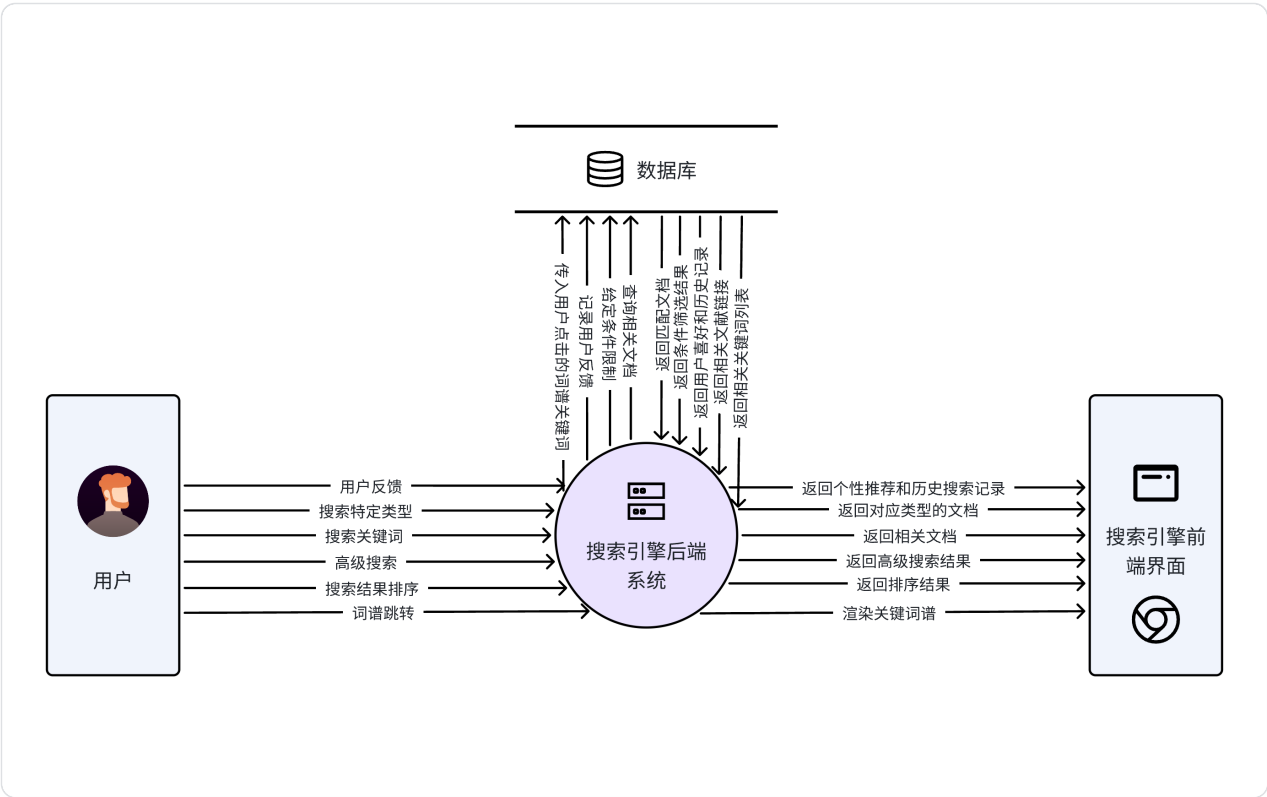 数据库
传入用户点击的词谱关键词
记录用户反馈
给定条件限制
查询相关文档
返回匹配文档
返回条件筛选结果
返回用户喜好和历史记录
返回相关文献链接
返回相关关键词列表
用户
用户反馈
搜索特定类型
搜索关键词
高级搜索
搜索结果排序
词谱跳转
搜索引擎后端
系统
返回个性推荐和历史搜索记录
返回对应类型的文档
返回相关文档
返回高级搜索结果
返回排序结果
渲染关键词谱
搜索引擎前
端界面